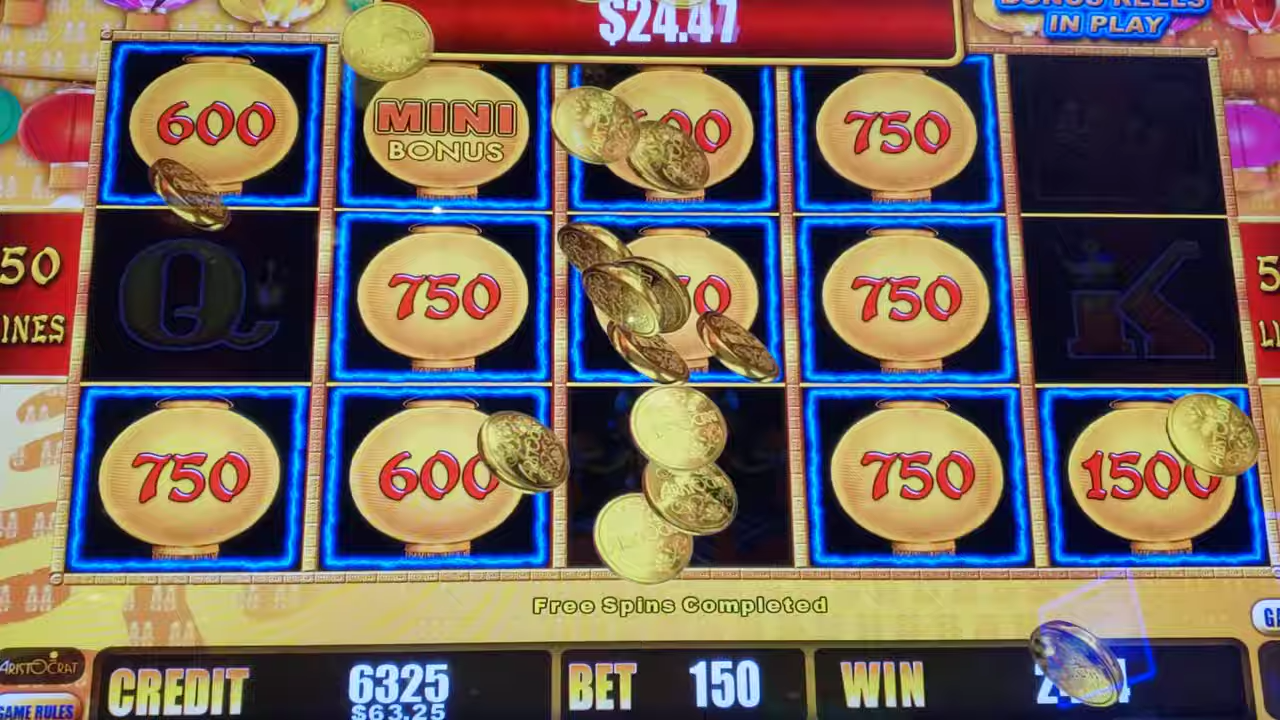 $24.47
BONUS REELS
IN PLAY
600
MINI
BONUS
750
50
LINES
750
750
750
600
750
1500
Free Spins Completed
ARISTOCRAT
GAME RULES
CREDIT
6325
$63.25
BET
150
WIN